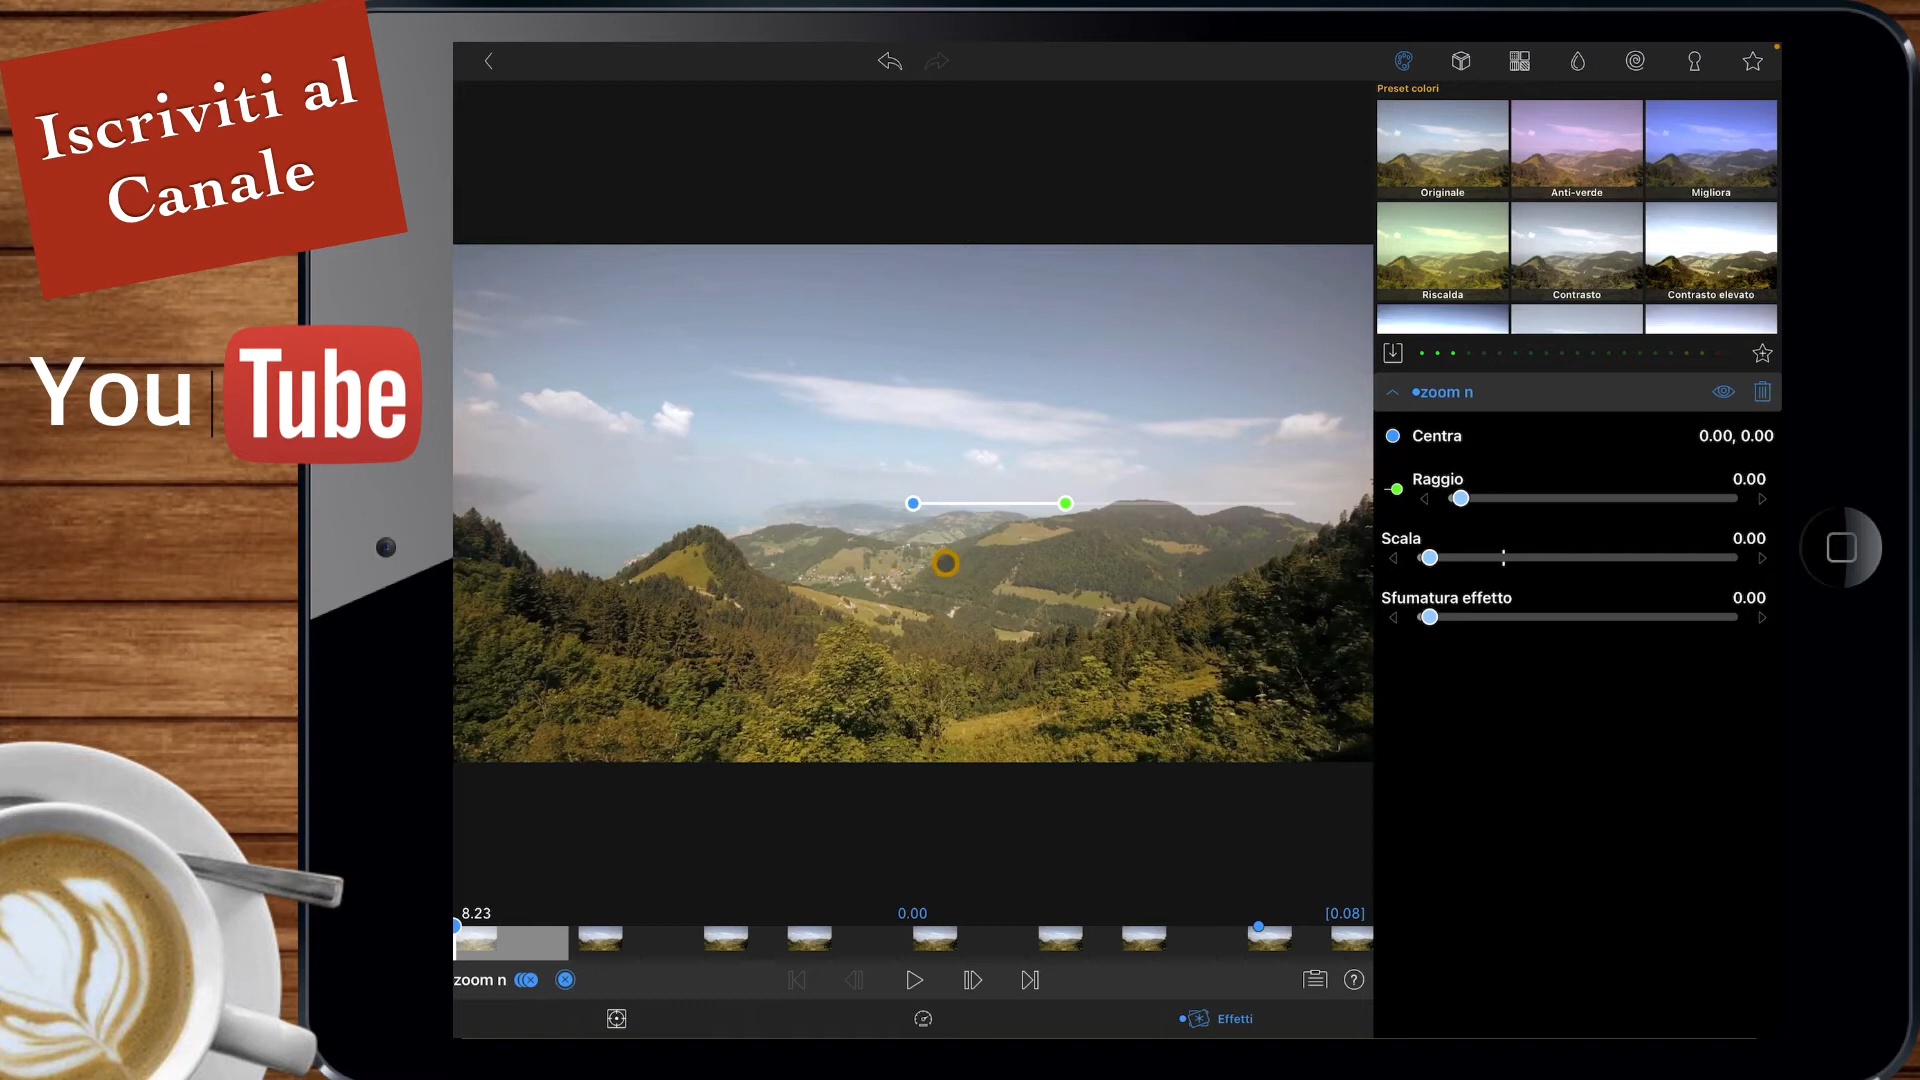 Iscriviti al
Canale
You Tube
Preset colori
Originale
Anti-verde
Migliora
Riscalda
Contrasto
Contrasto elevato
zoom n
Centra
0.00, 0.00
Raggio
0.00
Scala
0.00
Sfumatura effetto
0.00
8.23
0.00
[0.08]
zoom n
Effetti